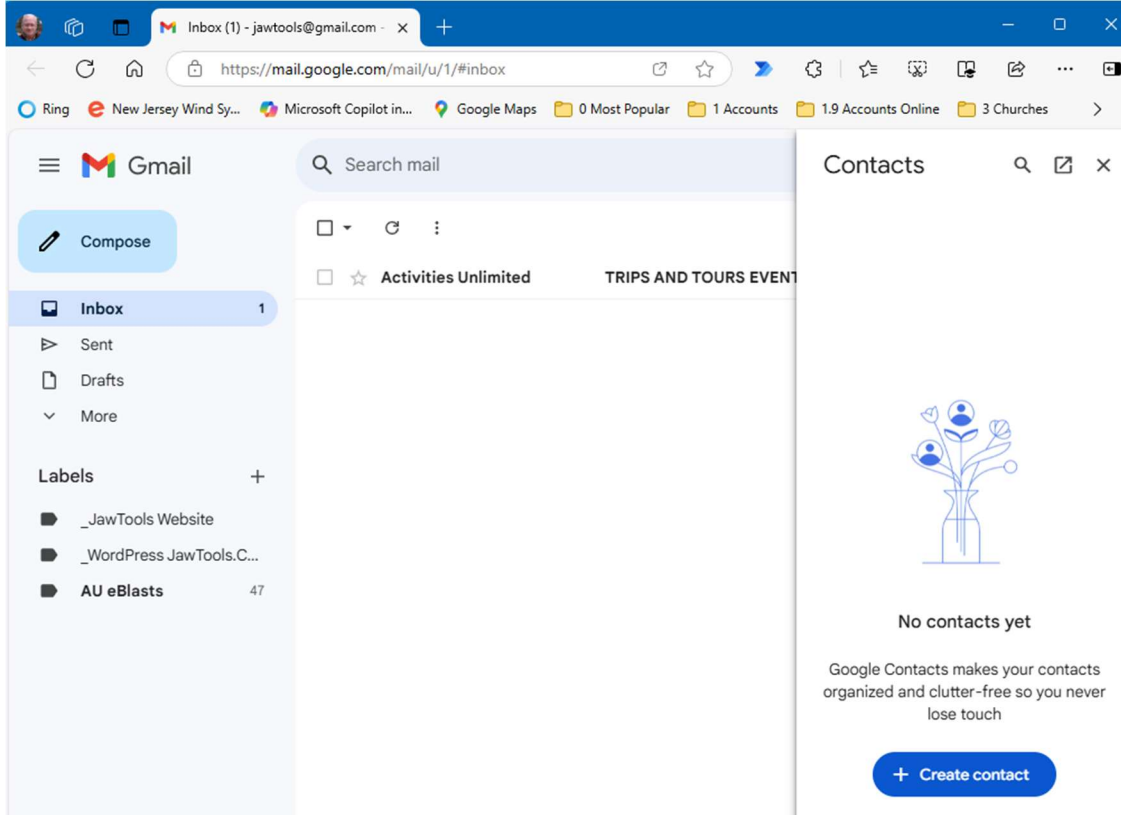 Inbox (1) - jawtools@gmail.com -
https://mail.google.com/mail/u/1/#inbox
Ring
New Jersey Wind Sy...
Microsoft Copilot in...
Google Maps
0 Most Popular
1 Accounts
1.9 Accounts Online
3 Churches
Gmail
Search mail
Contacts
Compose
Activities Unlimited TRIPS AND TOURS EVENT
Inbox 1
Sent
Drafts
More
Labels
_JawTools Website
_WordPress JawTools.C...
AU eBlasts 47
No contacts yet
Google Contacts makes your contacts
organized and clutter-free so you never
lose touch
Create contact